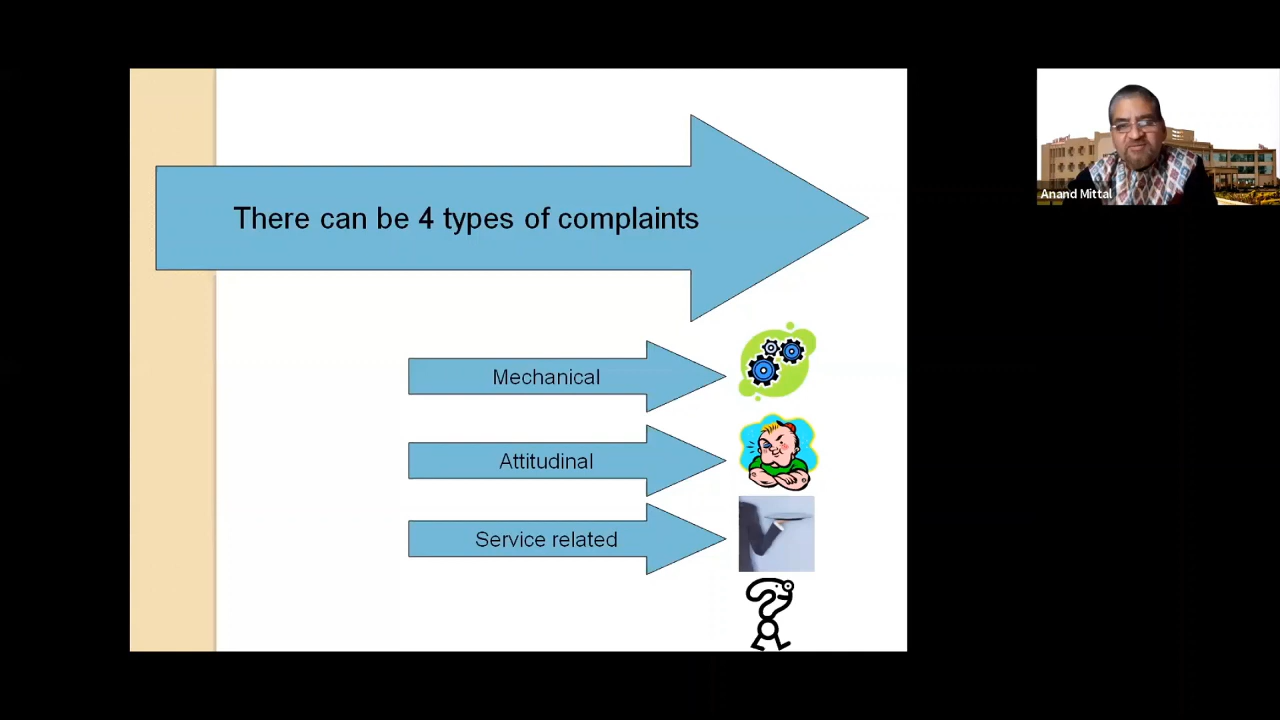 There can be 4 types of complaints
Mechanical
Attitudinal
Service related
Anand Mittal